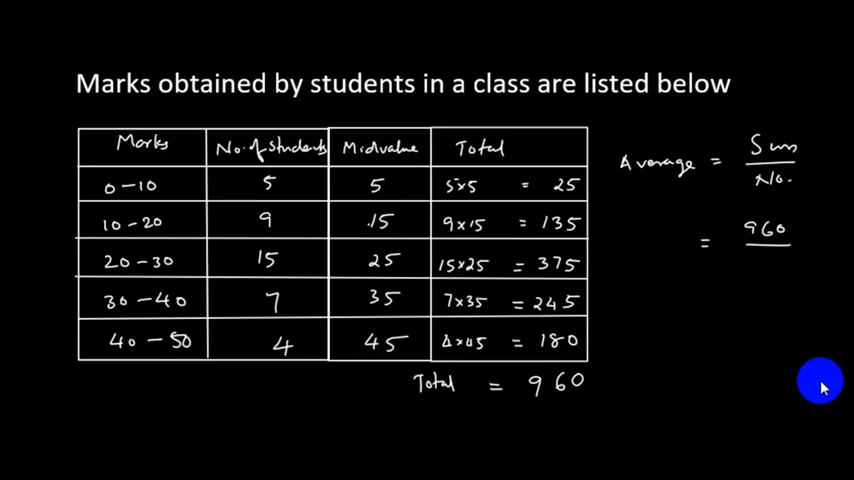 Marks obtained by students in a class are listed below
Marks No. of students Midvalue Total
0-10 5 5 5×5 = 25
10-20 9 15 9×15 = 135
20-30 15 25 15×25 = 375
30-40 7 35 7×35 = 245
40-50 4 45 4×45 = 180
Total = 960
Average = Sum
No.
= 960